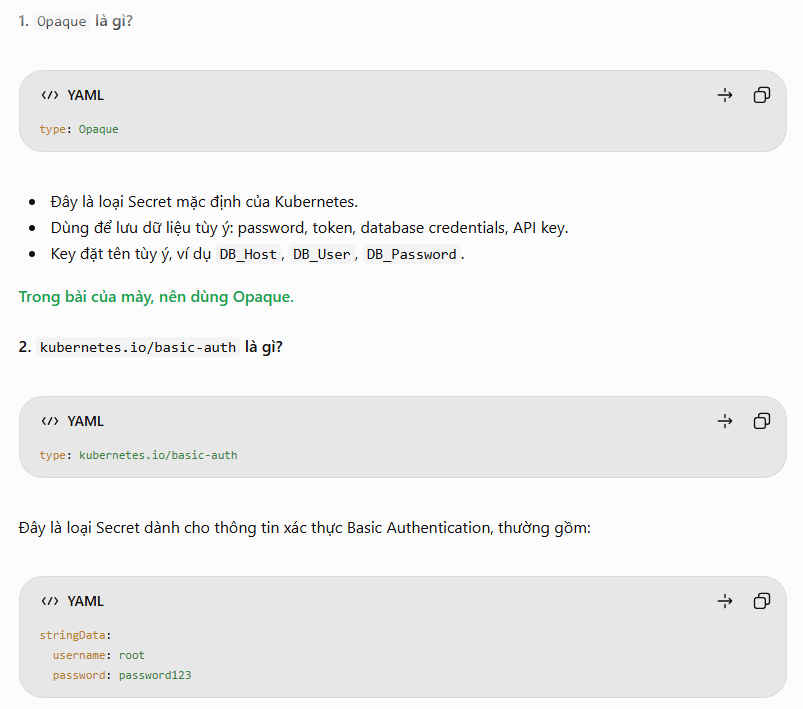 1. Opaque là gì?
</> YAML
type: Opaque
• Đây là loại Secret mặc định của Kubernetes.
• Dùng để lưu dữ liệu tùy ý: password, token, database credentials, API key.
• Key đặt tên tùy ý, ví dụ DB_Host, DB_User, DB_Password.
Trong bài của mày, nên dùng Opaque.
2. kubernetes.io/basic-auth là gì?
</> YAML
type: kubernetes.io/basic-auth
Đây là loại Secret dành cho thông tin xác thực Basic Authentication, thường gồm:
</> YAML
stringData:
  username: root
  password: password123